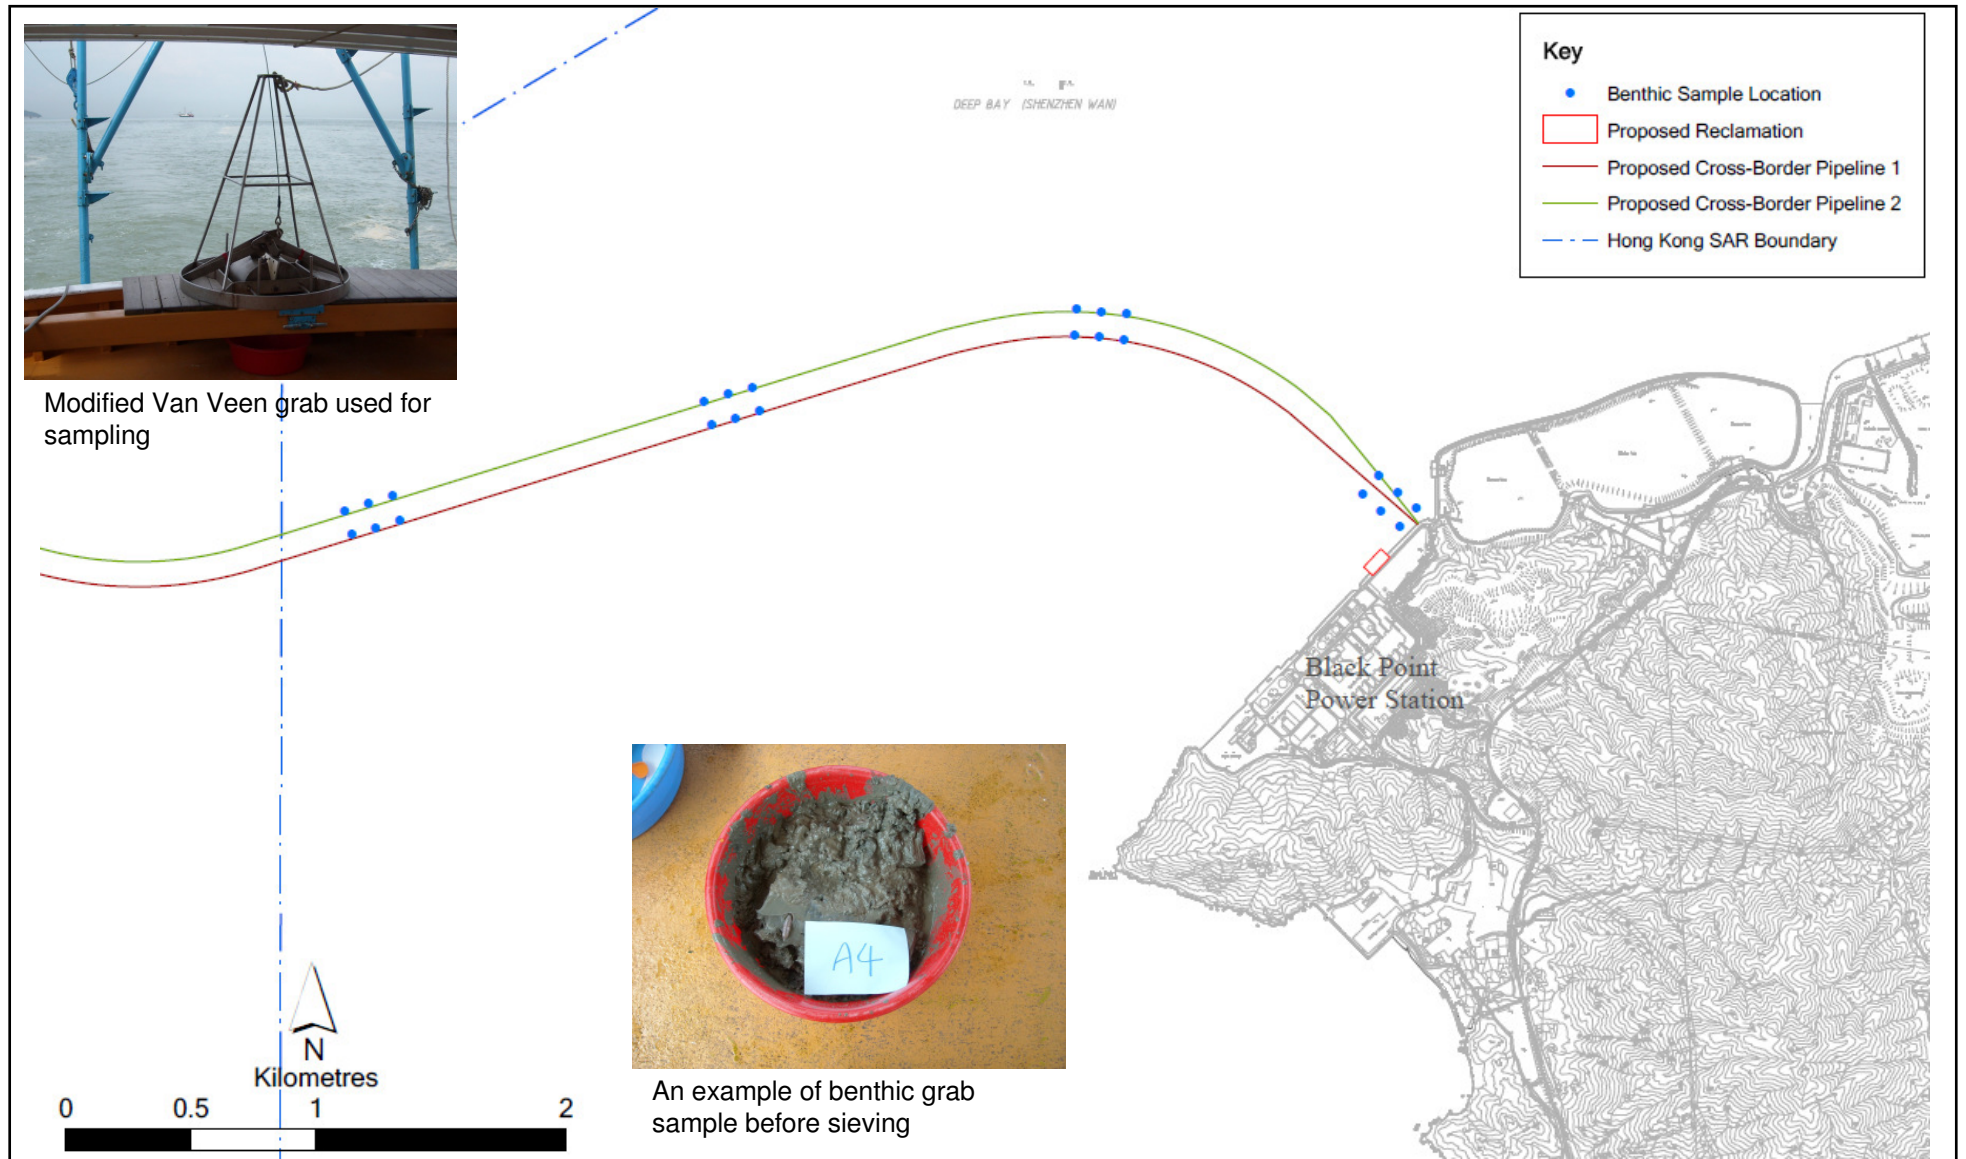 DEEP BAY (SHENZHEN WAN)
Key
Benthic Sample Location
Proposed Reclamation
Proposed Cross-Border Pipeline 1
Proposed Cross-Border Pipeline 2
Hong Kong SAR Boundary
Modified Van Veen grab used for
sampling
Black Point
Power Station
A4
An example of benthic grab
sample before sieving
N
Kilometres
0 0.5 1 2